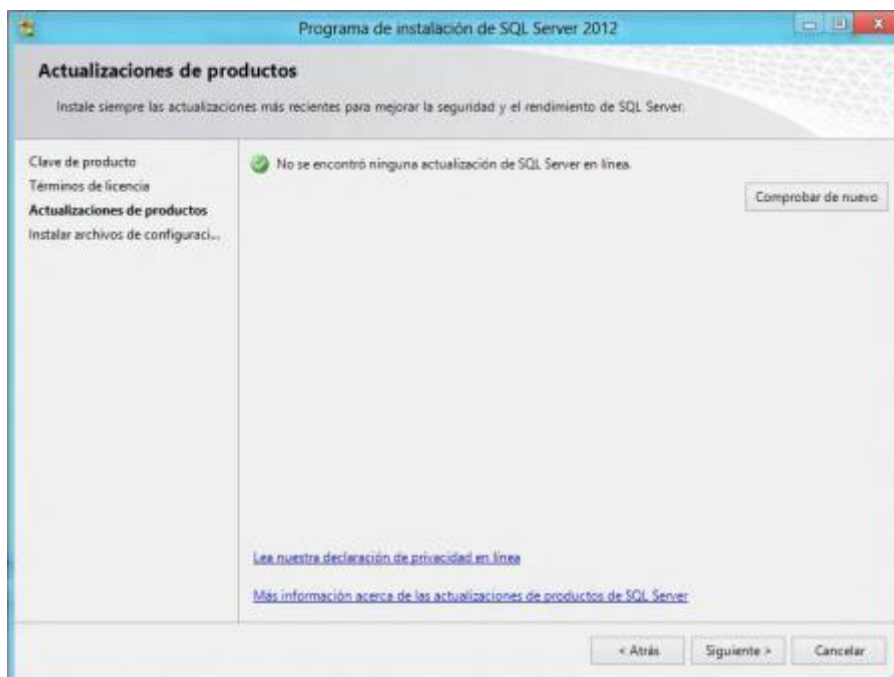 Programa de instalación de SQL Server 2012
Actualizaciones de productos
Instale siempre las actualizaciones más recientes para mejorar la seguridad y el rendimiento de SQL Server.
Clave de producto
Términos de licencia
Actualizaciones de productos
Instalar archivos de configuraci...
No se encontró ninguna actualización de SQL Server en línea.
Comprobar de nuevo
Lea nuestra declaración de privacidad en línea
Más información acerca de las actualizaciones de productos de SQL Server
< Atrás
Siguiente >
Cancelar